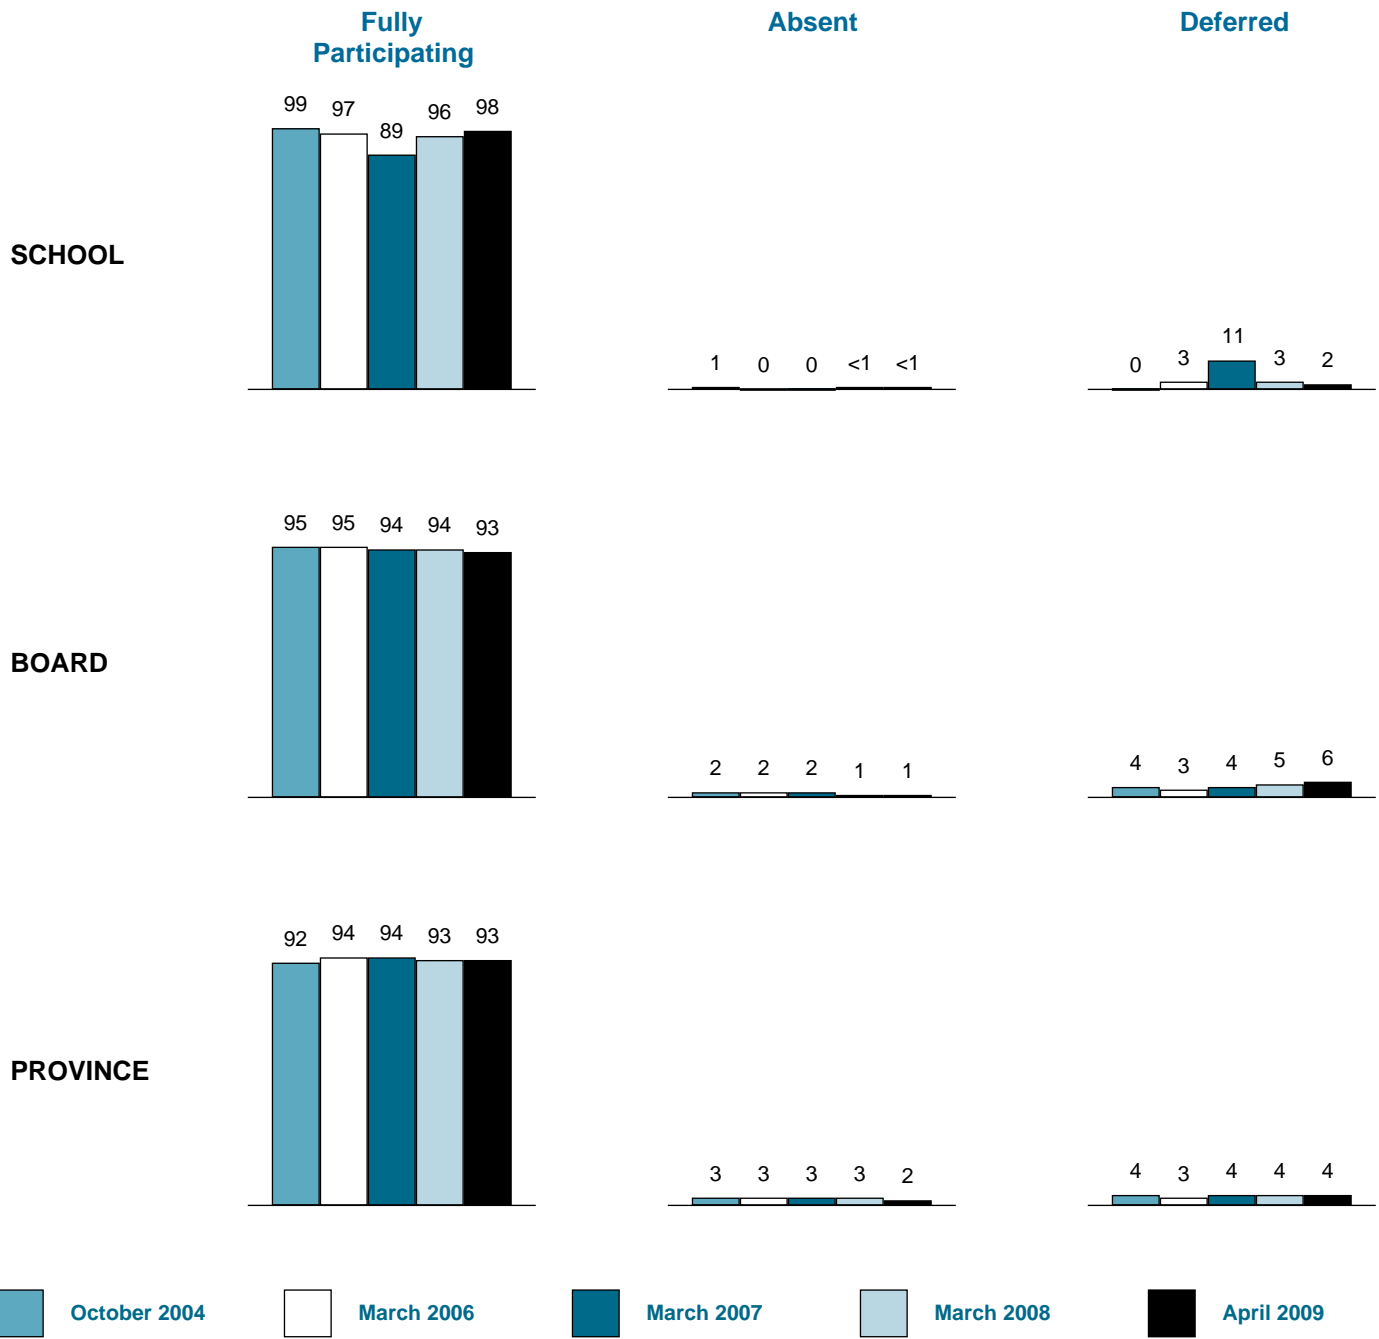 Fully
Participating
Absent
Deferred
99 97 89 96 98
SCHOOL
1 0 0 <1 <1
0 3 11 3 2
95 95 94 94 93
BOARD
2 2 2 1 1
4 3 4 5 6
92 94 94 93 93
PROVINCE
3 3 3 3 2
4 3 4 4 4
October 2004
March 2006
March 2007
March 2008
April 2009